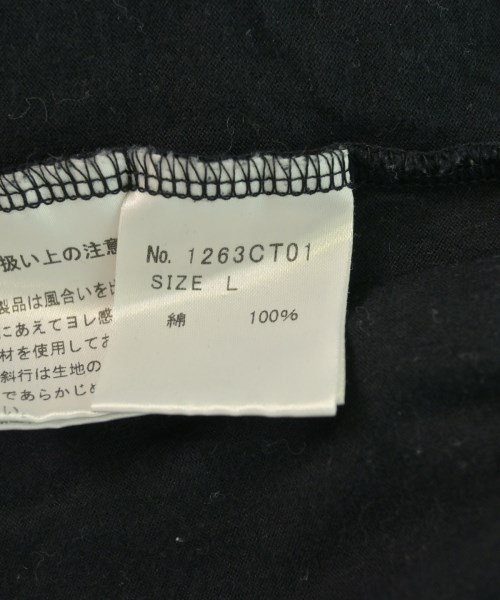 No. 1263CT01
SIZE L
綿 100%
扱い上の注意
製品は風合いを
にあえてヨレ感
材を使用してお
斜行は生地の
であらかじめ
い。